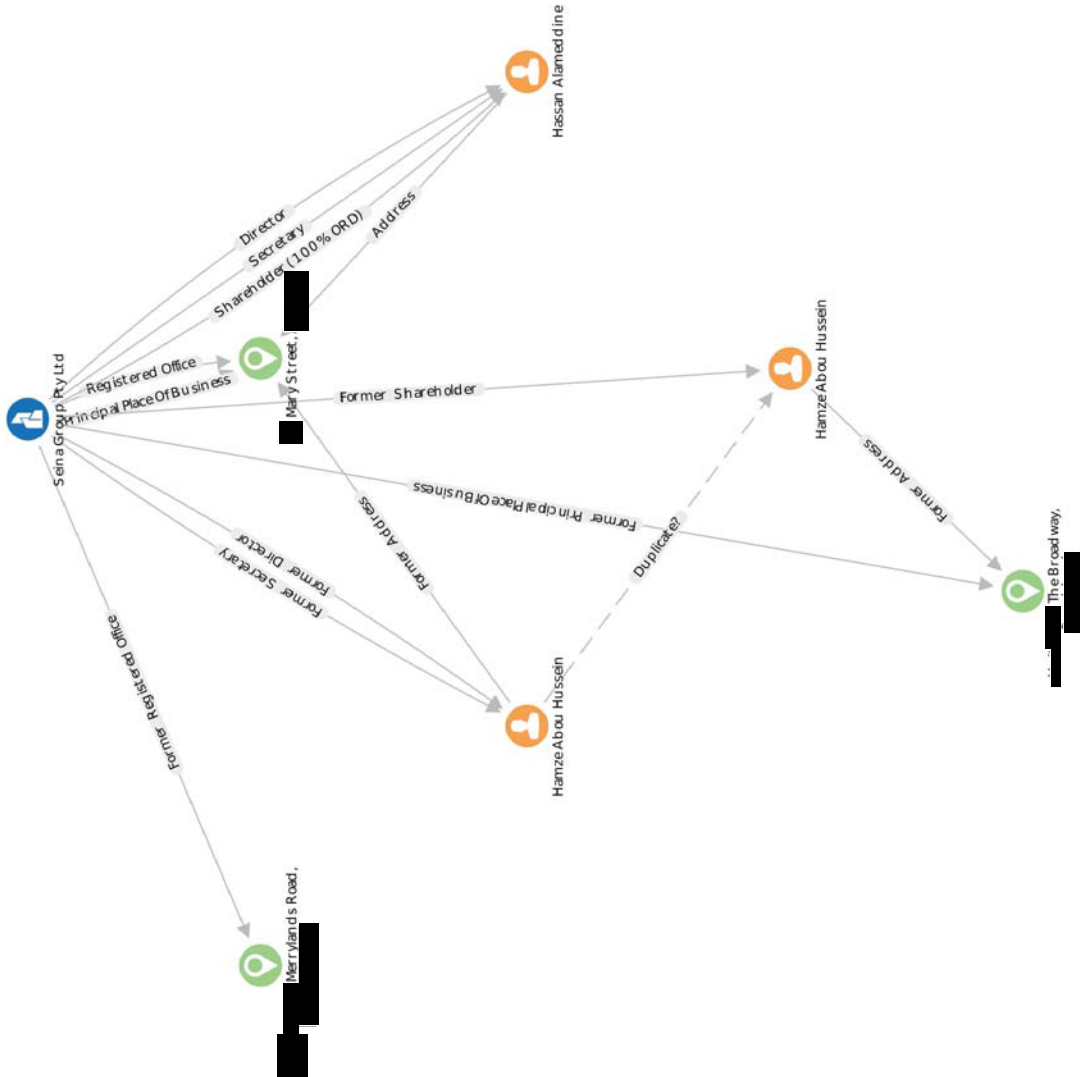 Seina Group Pty Ltd
Director
Secretary
Shareholder (100% ORD)
Address
Registered Office
Principal Place Of Business
Former Shareholder
Former Principal Place Of Business
Former Director
Former Secretary
Former Registered Office
Former Address
Duplicate?
Former Address
Hassan Alameddine
Mary Street,
Hamze Abou Hussein
Hamze Abou Hussein
The Broadway,
Merrylands Road,